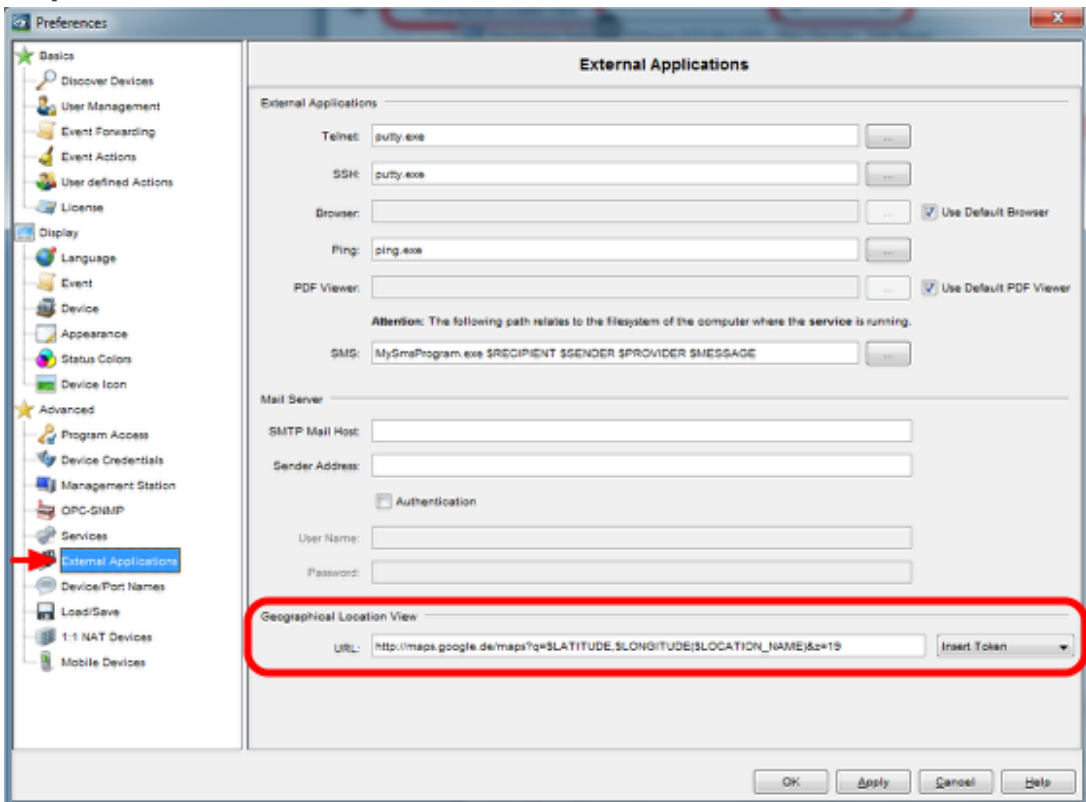 Preferences
Basics
Discover Devices
User Management
Event Forwarding
Event Actions
User defined Actions
License
Display
Language
Event
Device
Appearance
Status Colors
Device Icon
Advanced
Program Access
Device Credentials
Management Station
OPC-SNMP
Services
External Applications
Device/Port Names
Load/Save
1:1 NAT Devices
Mobile Devices
External Applications
External Applications
Telnet: putty.exe ...
SSH: putty.exe ...
Browser: ... Use Default Browser
Ping: ping.exe ...
PDF Viewer: ... Use Default PDF Viewer
Attention: The following path relates to the filesystem of the computer where the service is running.
SMS: MySmsProgram.exe $RECIPIENT $SENDER $PROVIDER $MESSAGE ...
Mail Server
SMTP Mail Host:
Sender Address:
Authentication
User Name:
Password:
Geographical Location View
URL: http://maps.google.de/maps?q=$LATITUDE,$LONGITUDE($LOCATION_NAME)&z=19 Insert Token
OK Apply Cancel Help